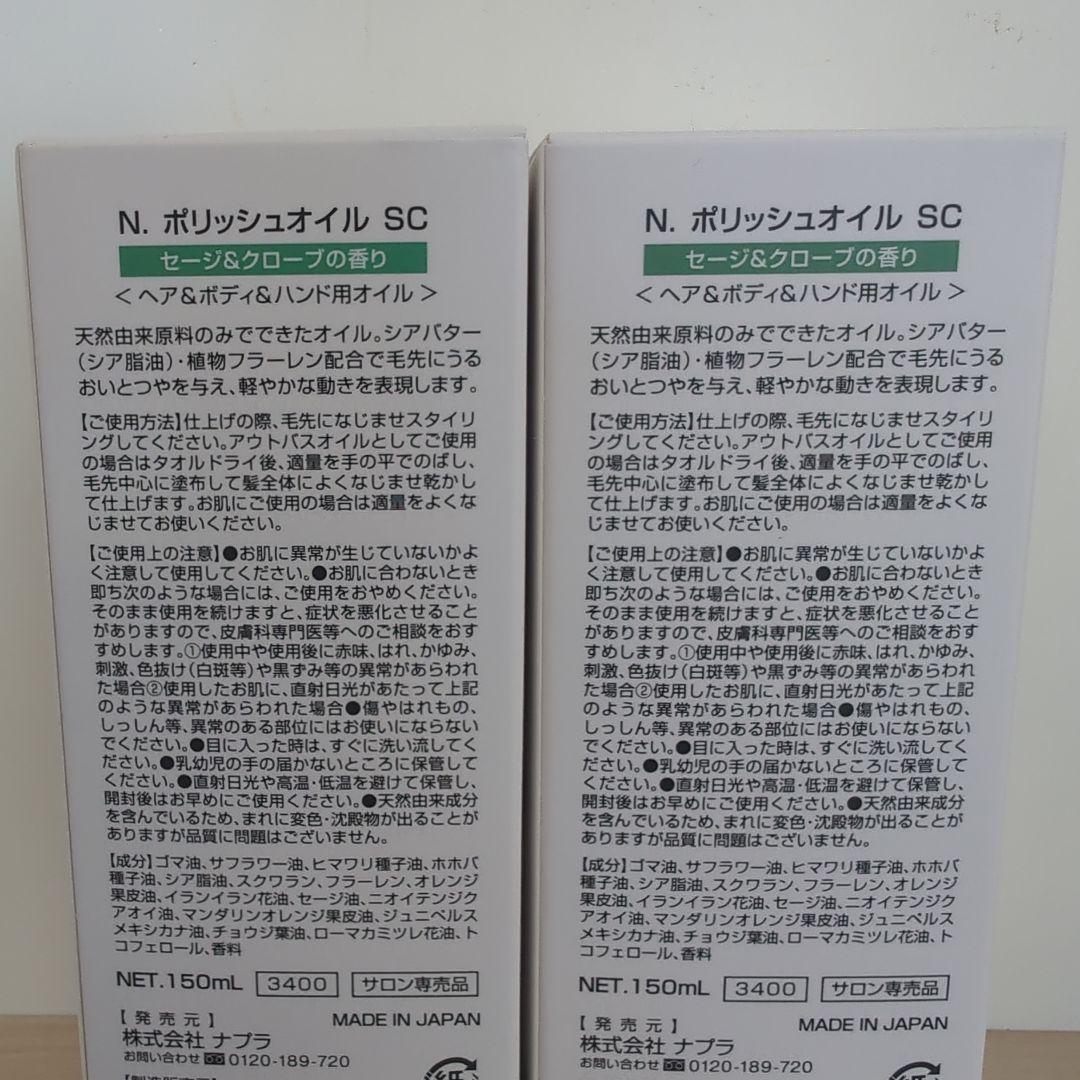 N. ポリッシュオイル SC
セージ&クローブの香り
＜ヘア&ボディ&ハンド用オイル＞
天然由来原料のみでできたオイル。シアバター
(シア脂油)・植物フラーレン配合で毛先にうる
おいとつやを与え、軽やかな動きを表現します。
【ご使用方法】仕上げの際、毛先になじませスタイリ
ングしてください。アウトバスオイルとしてご使用
の場合はタオルドライ後、適量を手の平でのばし、
毛先中心に塗布して髪全体によくなじませ乾かし
て仕上げます。お肌にご使用の場合は適量をよくな
じませてお使いください。
【ご使用上の注意】●お肌に異常が生じていないかよ
く注意して使用してください。●お肌に合わないとき
即ち次のような場合には、ご使用をおやめください。
そのまま使用を続けますと、症状を悪化させること
がありますので、皮膚科専門医等へのご相談をおす
すめします。①使用中や使用後に赤味、はれ、かゆみ、
刺激、色抜け(白斑等)や黒ずみ等の異常があらわれ
た場合②使用したお肌に、直射日光があたって上記
のような異常があらわれた場合●傷やはれもの、
しっしん等、異常のある部位にはお使いにならない
でください。●目に入った時は、すぐに洗い流してく
ださい。●乳幼児の手の届かないところに保管して
ください。●直射日光や高温・低温を避けて保管し、
開封後はお早めにご使用ください。●天然由来成分
を含んでいるため、まれに変色・沈殿物が出ることが
ありますが品質に問題はございません。
【成分】ゴマ油、サフラワー油、ヒマワリ種子油、ホホバ
種子油、シア脂油、スクワラン、フラーレン、オレンジ
果皮油、イランイラン花油、セージ油、ニオイテンジク
アオイ油、マンダリンオレンジ果皮油、ジュニペルス
メキシカナ油、チョウジ葉油、ローマカミツレ花油、ト
コフェロール、香料
NET.150mL 3400 サロン専売品
【発売元】 MADE IN JAPAN
株式会社 ナプラ
お問い合わせ 0120-189-720
N. ポリッシュオイル SC
セージ&クローブの香り
＜ヘア&ボディ&ハンド用オイル＞
天然由来原料のみでできたオイル。シアバター
(シア脂油)・植物フラーレン配合で毛先にうる
おいとつやを与え、軽やかな動きを表現します。
【ご使用方法】仕上げの際、毛先になじませスタイリ
ングしてください。アウトバスオイルとしてご使用
の場合はタオルドライ後、適量を手の平でのばし、
毛先中心に塗布して髪全体によくなじませ乾かし
て仕上げます。お肌にご使用の場合は適量をよくな
じませてお使いください。
【ご使用上の注意】●お肌に異常が生じていないかよ
く注意して使用してください。●お肌に合わないとき
即ち次のような場合には、ご使用をおやめください。
そのまま使用を続けますと、症状を悪化させること
がありますので、皮膚科専門医等へのご相談をおす
すめします。①使用中や使用後に赤味、はれ、かゆみ、
刺激、色抜け(白斑等)や黒ずみ等の異常があらわれ
た場合②使用したお肌に、直射日光があたって上記
のような異常があらわれた場合●傷やはれもの、
しっしん等、異常のある部位にはお使いにならない
でください。●目に入った時は、すぐに洗い流してく
ださい。●乳幼児の手の届かないところに保管して
ください。●直射日光や高温・低温を避けて保管し、
開封後はお早めにご使用ください。●天然由来成分
を含んでいるため、まれに変色・沈殿物が出ることが
ありますが品質に問題はございません。
【成分】ゴマ油、サフラワー油、ヒマワリ種子油、ホホバ
種子油、シア脂油、スクワラン、フラーレン、オレンジ
果皮油、イランイラン花油、セージ油、ニオイテンジク
アオイ油、マンダリンオレンジ果皮油、ジュニペルス
メキシカナ油、チョウジ葉油、ローマカミツレ花油、ト
コフェロール、香料
NET.150mL 3400 サロン専売品
【発売元】 MADE IN JAPAN
株式会社 ナプラ
お問い合わせ 0120-189-720